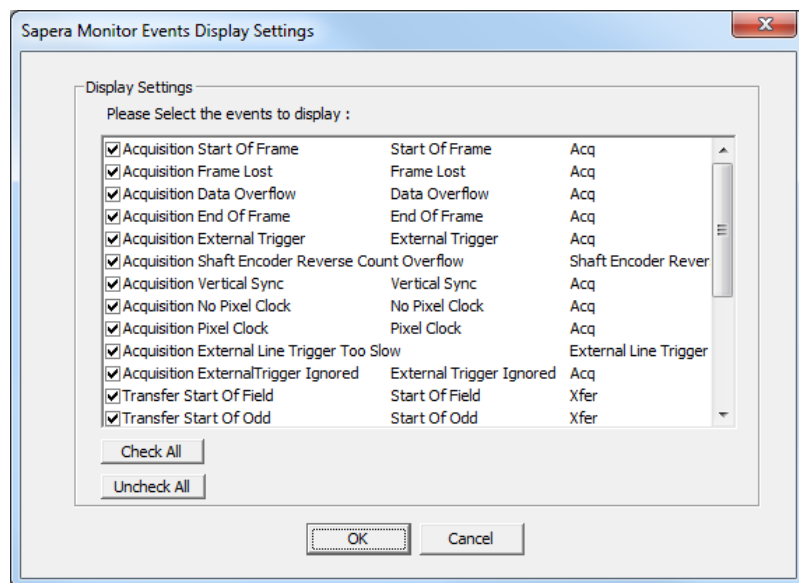 Sapera Monitor Events Display Settings
Display Settings
Please Select the events to display :
Acquisition Start Of Frame Start Of Frame Acq
Acquisition Frame Lost Frame Lost Acq
Acquisition Data Overflow Data Overflow Acq
Acquisition End Of Frame End Of Frame Acq
Acquisition External Trigger External Trigger Acq
Acquisition Shaft Encoder Reverse Count Overflow Shaft Encoder Rever
Acquisition Vertical Sync Vertical Sync Acq
Acquisition No Pixel Clock No Pixel Clock Acq
Acquisition Pixel Clock Pixel Clock Acq
Acquisition External Line Trigger Too Slow External Line Trigger
Acquisition ExternalTrigger Ignored External Trigger Ignored Acq
Transfer Start Of Field Start Of Field Xfer
Transfer Start Of Odd Start Of Odd Xfer
Check All
Uncheck All
OK Cancel